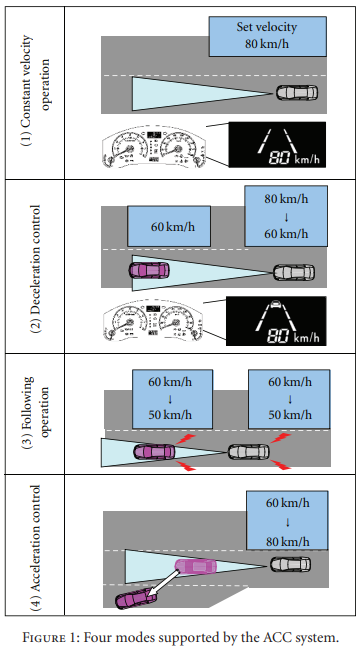 (1) Constant velocity
operation
Set velocity
80 km/h
80 km/h
(2) Deceleration control
60 km/h
80 km/h
↓
60 km/h
80 km/h
(3) Following
operation
60 km/h
↓
50 km/h
60 km/h
↓
50 km/h
(4) Acceleration control
60 km/h
↓
80 km/h
FIGURE 1: Four modes supported by the ACC system.